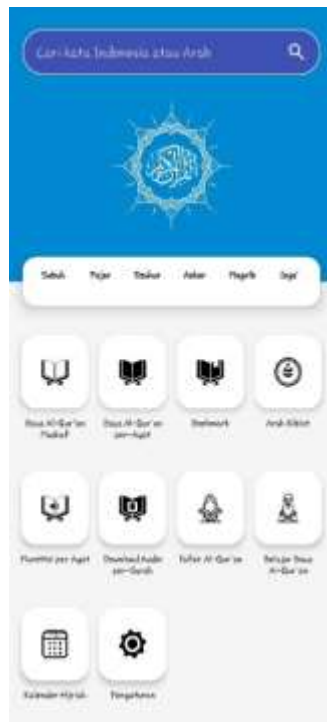 Cari kata Indonesia atau Arab
Subuh Fajar Dzuhur Ashar Magrib Isya'
Baca Al-Qur'an
Mushaf
Baca Al-Qur'an
per-Ayat
Bookmark
Arah Kiblat
Murottal per Ayat
Download Audio
per-Surah
Tafsir Al-Qur'an
Belajar Baca
Al-Qur'an
Kalender Hijriah
Pengaturan